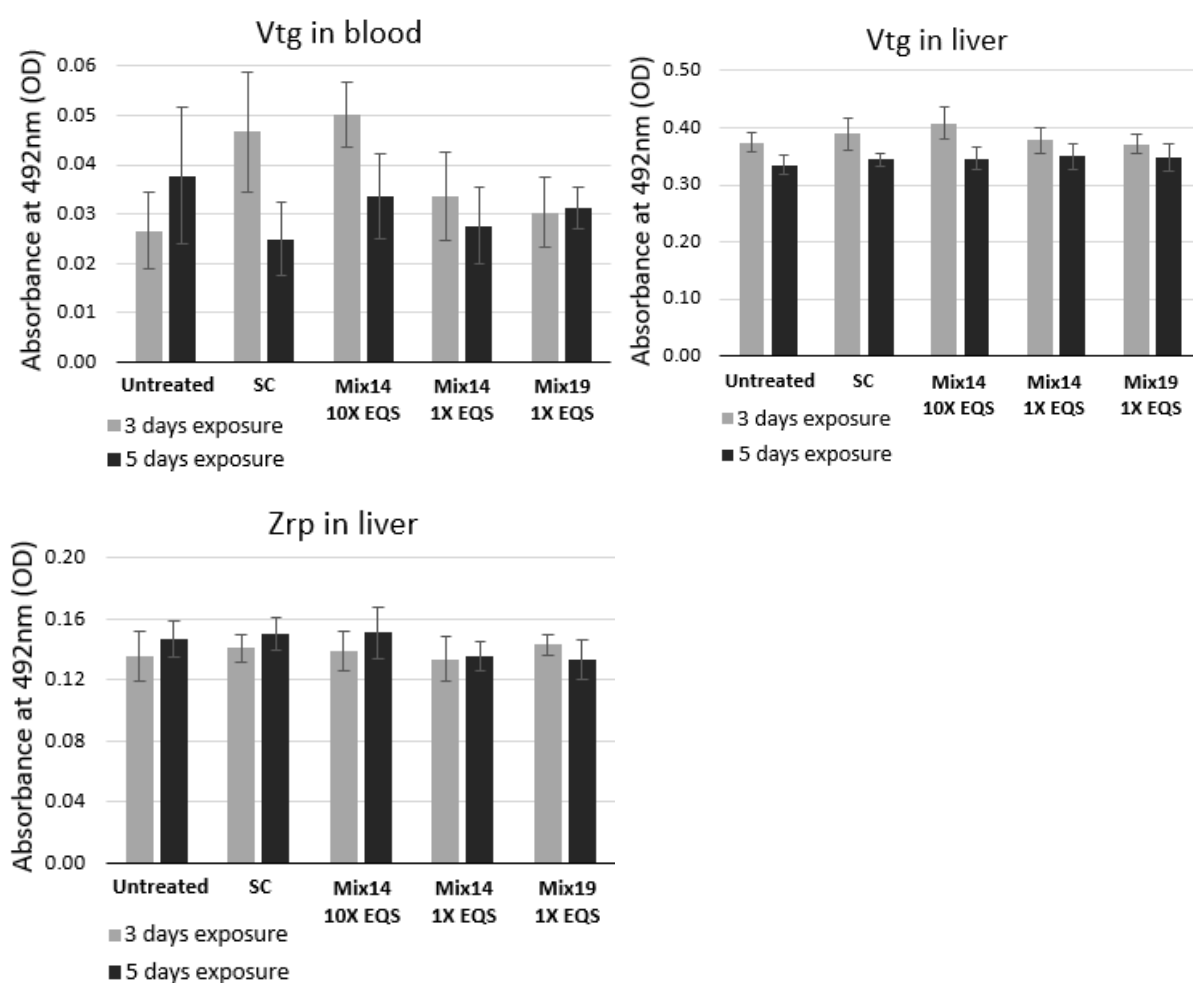 Vtg in blood
Absorbance at 492nm (OD)
0.06
0.05
0.04
0.03
0.02
0.01
0.00
Untreated SC Mix14 Mix14 Mix19
10X EQS 1X EQS 1X EQS
3 days exposure
5 days exposure
Vtg in liver
Absorbance at 492nm (OD)
0.50
0.40
0.30
0.20
0.10
0.00
Untreated SC Mix14 Mix14 Mix19
10X EQS 1X EQS 1X EQS
3 days exposure
5 days exposure
Zrp in liver
Absorbance at 492nm (OD)
0.20
0.16
0.12
0.08
0.04
0.00
Untreated SC Mix14 Mix14 Mix19
10X EQS 1X EQS 1X EQS
3 days exposure
5 days exposure